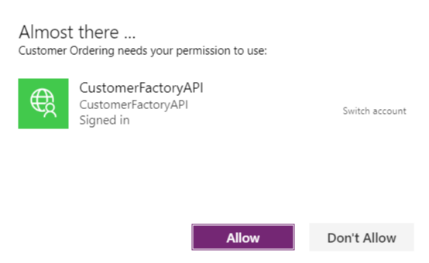 Almost there ...
Customer Ordering needs your permission to use:
CustomerFactoryAPI
CustomerFactoryAPI
Signed in
Switch account
Allow
Don't Allow